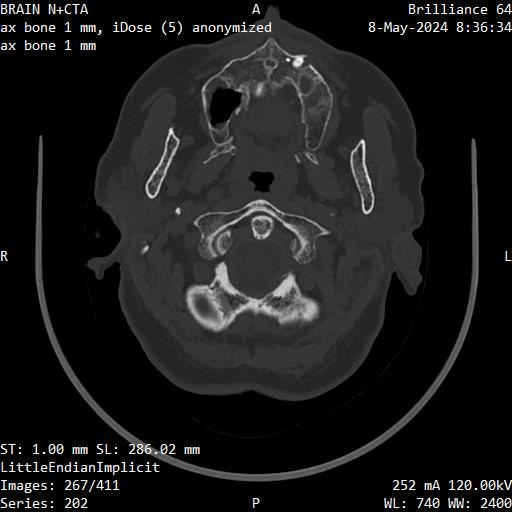 BRAIN N+CTA
A
Brilliance 64
ax bone 1 mm, iDose (5) anonymized
8-May-2024 8:36:34
ax bone 1 mm
R
L
ST: 1.00 mm SL: 286.02 mm
LittleEndianImplicit
Images: 267/411
252 mA 120.00kV
Series: 202
P
WL: 740 WW: 2400